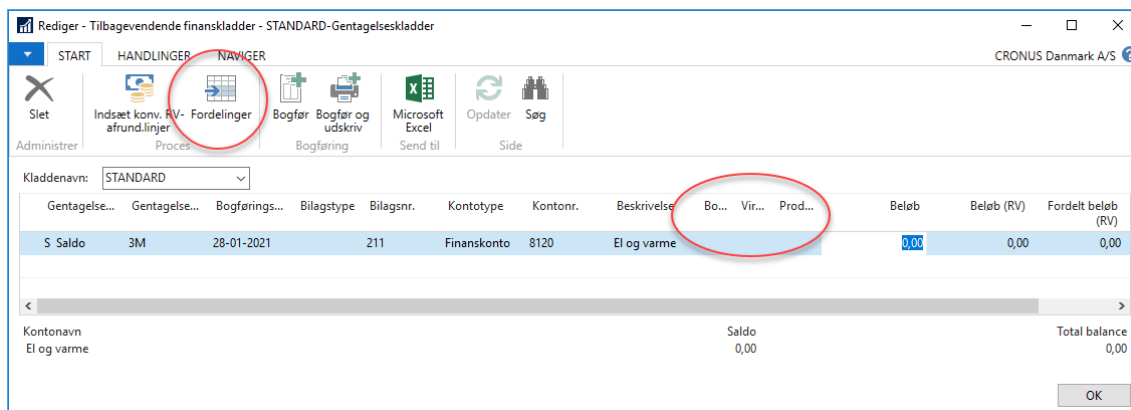 Rediger - Tilbagevendende finanskladder - STANDARD-Gentagelseskladder
START HANDLINGER NAVIGER CRONUS Danmark A/S ?
Slet Indsæt konv. RV- Fordelinger Bogfør Bogfør og Microsoft Opdater Søg
afrund.linjer udskriv Excel
Administrer Proces Bogføring Send til Side
Kladdenavn: STANDARD
Gentagelse... Gentagelse... Bogførings... Bilagstype Bilagsnr. Kontotype Kontonr. Beskrivelse Bo... Vir... Prod... Beløb Beløb (RV) Fordelt beløb
(RV)
S Saldo 3M 28-01-2021 211 Finanskonto 8120 El og varme 0,00 0,00 0,00
Kontonavn Saldo Total balance
El og varme 0,00 0,00
OK